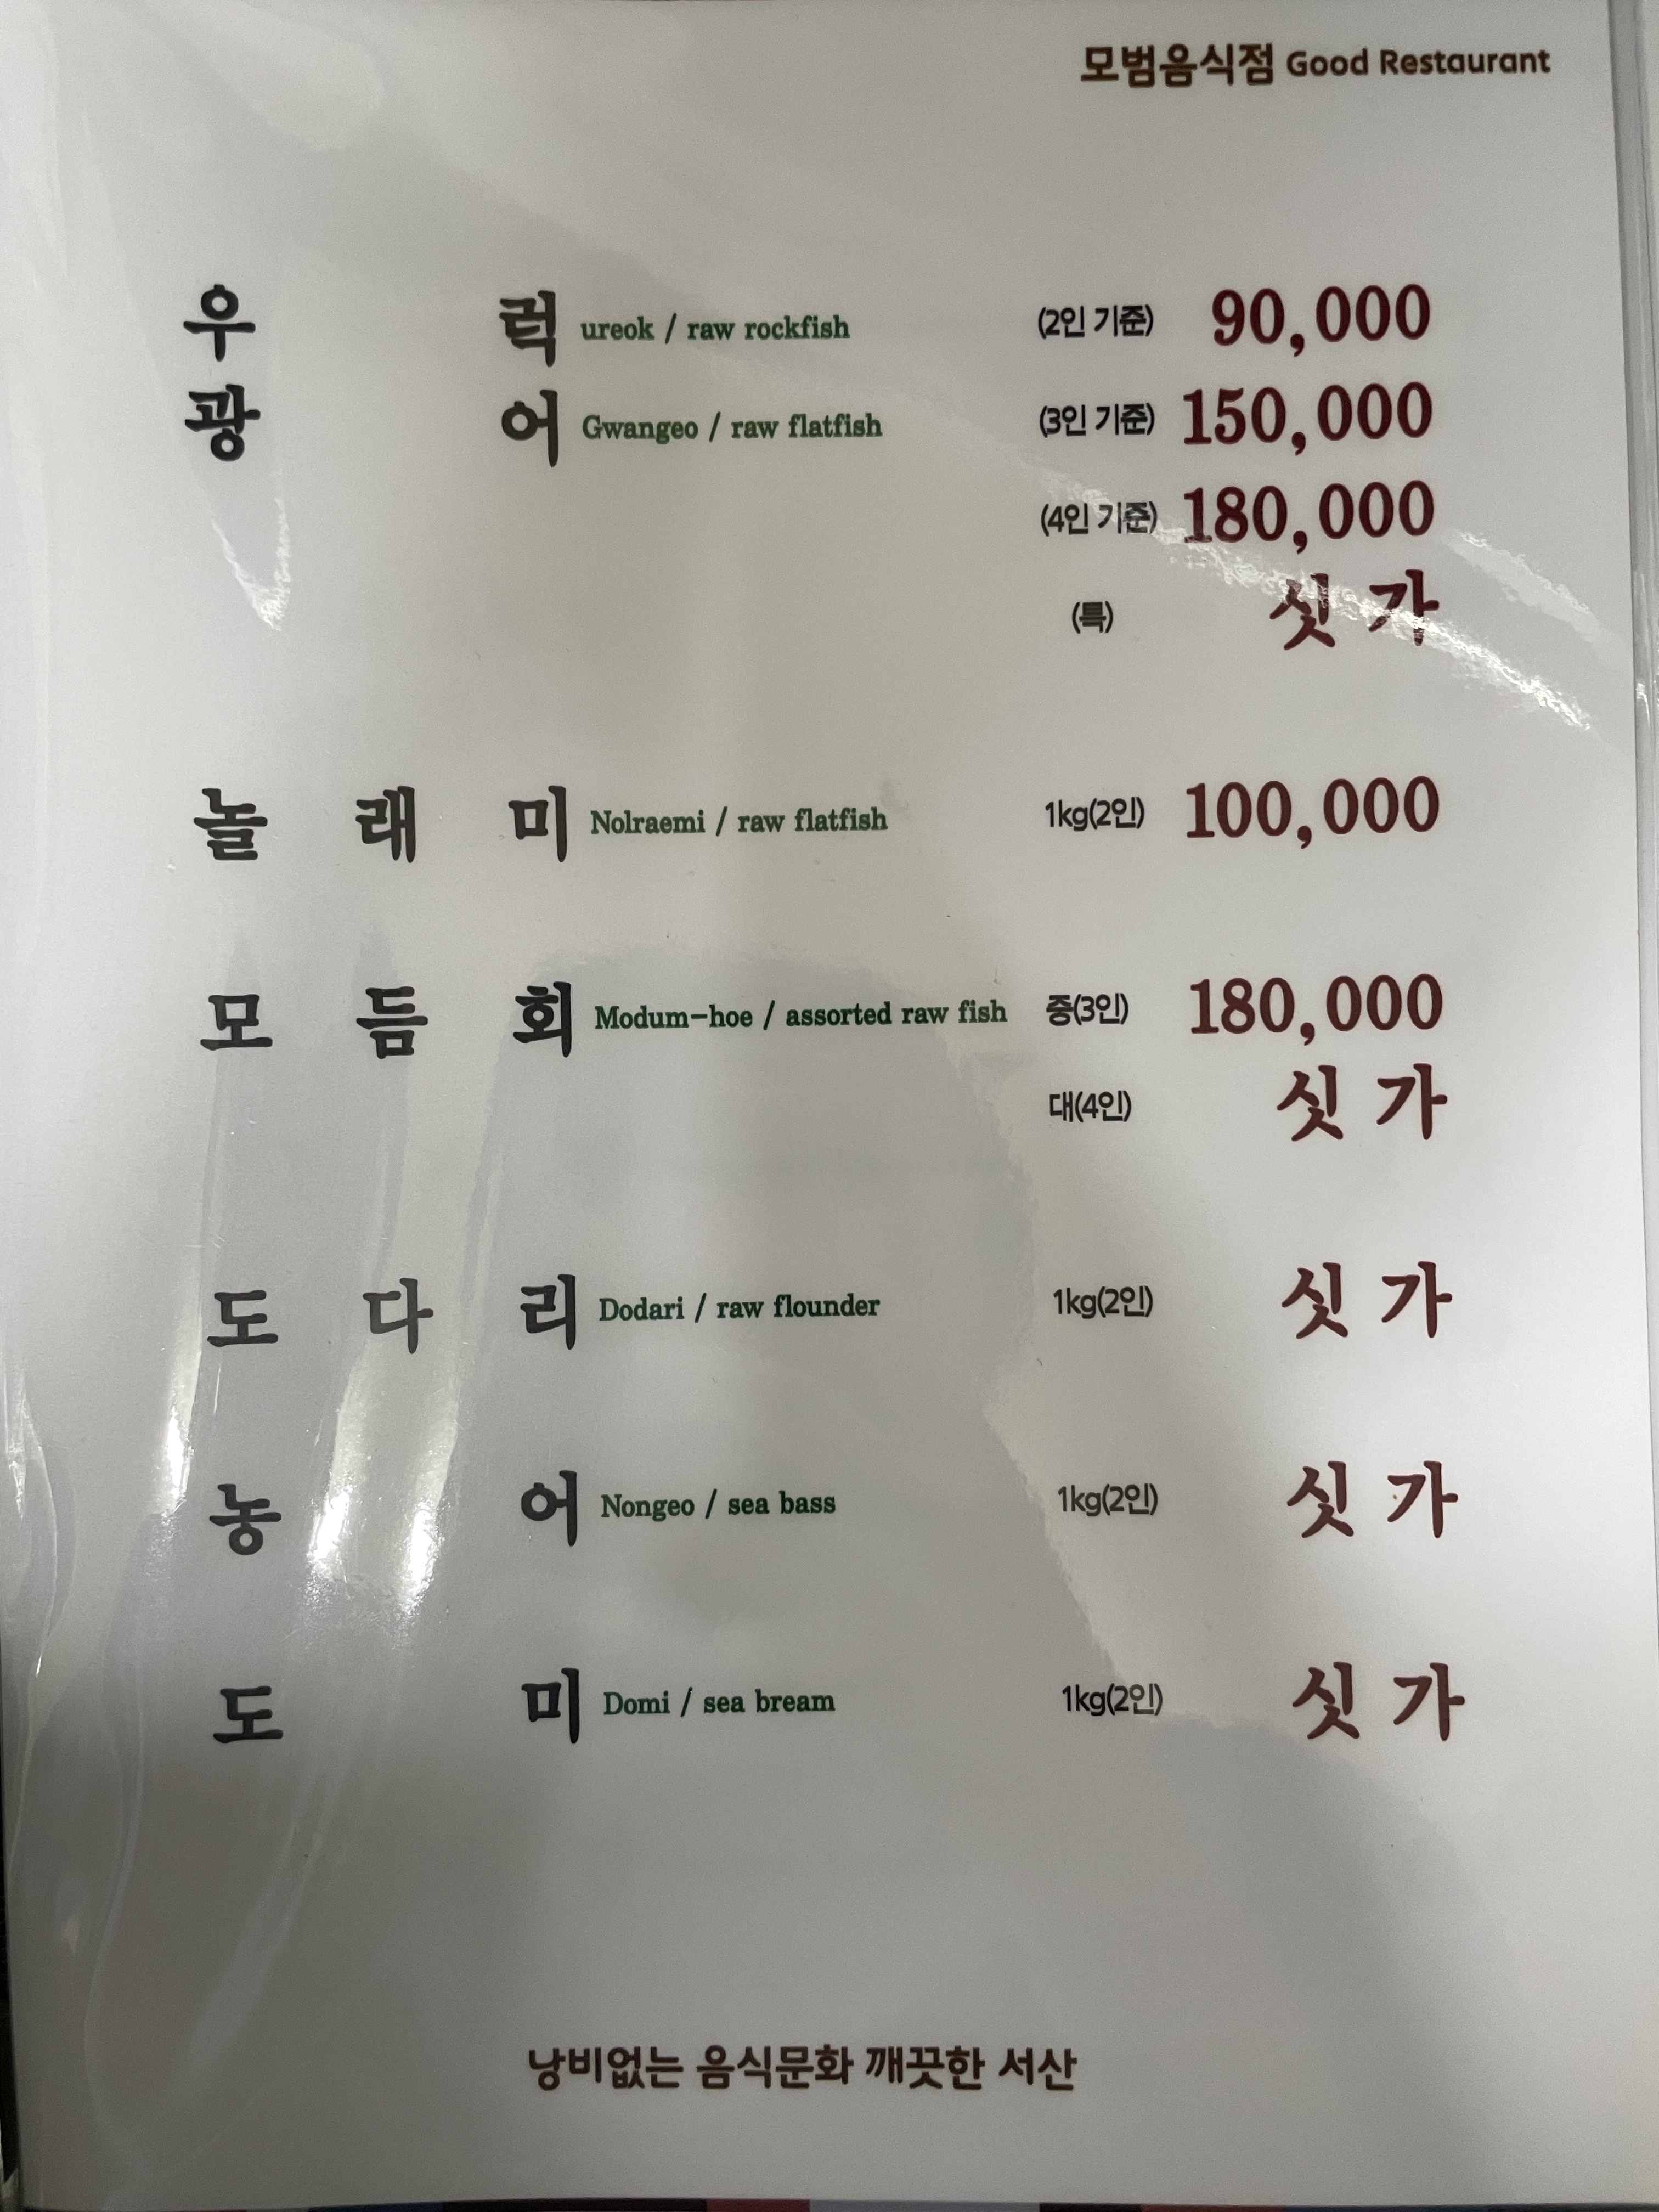 모범음식점 Good Restaurant
우 럭 ureok / raw rockfish (2인 기준) 90,000
광 어 Gwangeo / raw flatfish (3인 기준) 150,000
(4인 기준) 180,000
(특) 싯 가
놀 래 미 Nolraemi / raw flatfish 1kg(2인) 100,000
모 듬 회 Modum-hoe / assorted raw fish 중(3인) 180,000
대(4인) 싯 가
도 다 리 Dodari / raw flounder 1kg(2인) 싯 가
농 어 Nongeo / sea bass 1kg(2인) 싯 가
도 미 Domi / sea bream 1kg(2인) 싯 가
낭비없는 음식문화 깨끗한 서산